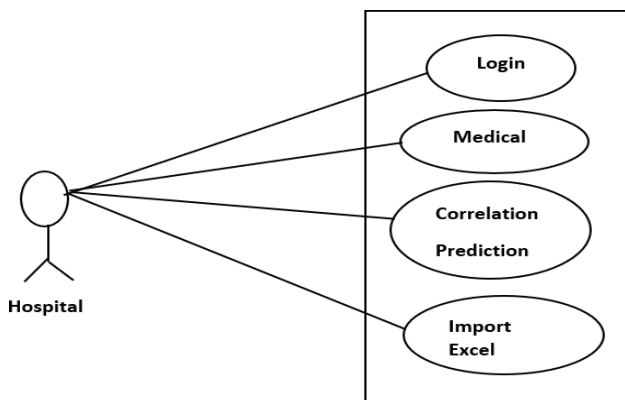 Login
Medical
Correlation
Prediction
Hospital
Import
Excel